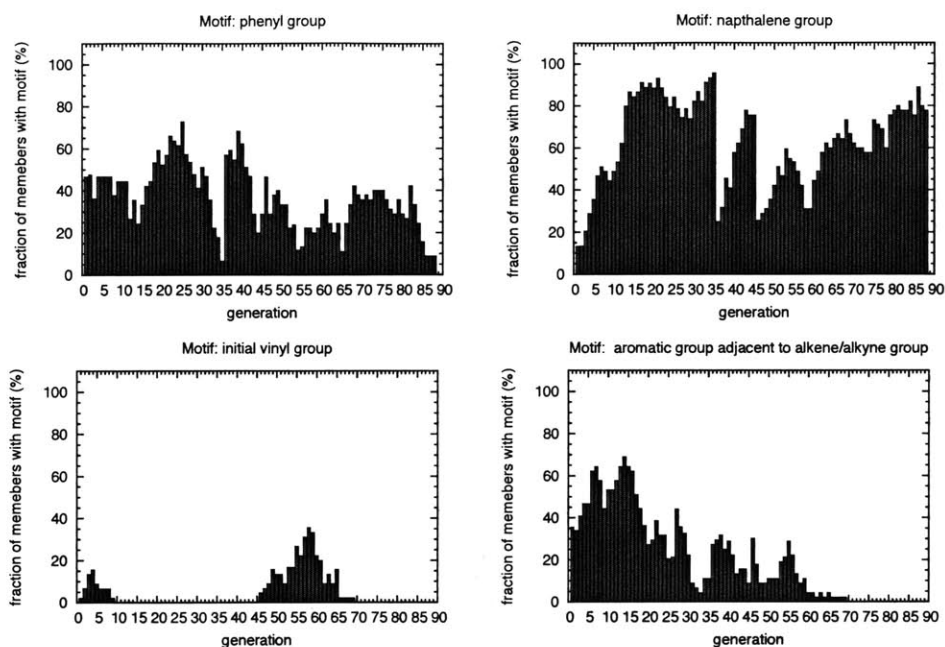 Motif: phenyl group
fraction of memebers with motif (%)
100
80
60
40
20
0
0 5 10 15 20 25 30 35 40 45 50 55 60 65 70 75 80 85 90
generation
Motif: napthalene group
fraction of memebers with motif (%)
100
80
60
40
20
0
0 5 10 15 20 25 30 35 40 45 50 55 60 65 70 75 80 85 90
generation
Motif: initial vinyl group
fraction of memebers with motif (%)
100
80
60
40
20
0
0 5 10 15 20 25 30 35 40 45 50 55 60 65 70 75 80 85 90
generation
Motif: aromatic group adjacent to alkene/alkyne group
fraction of memebers with motif (%)
100
80
60
40
20
0
0 5 10 15 20 25 30 35 40 45 50 55 60 65 70 75 80 85 90
generation